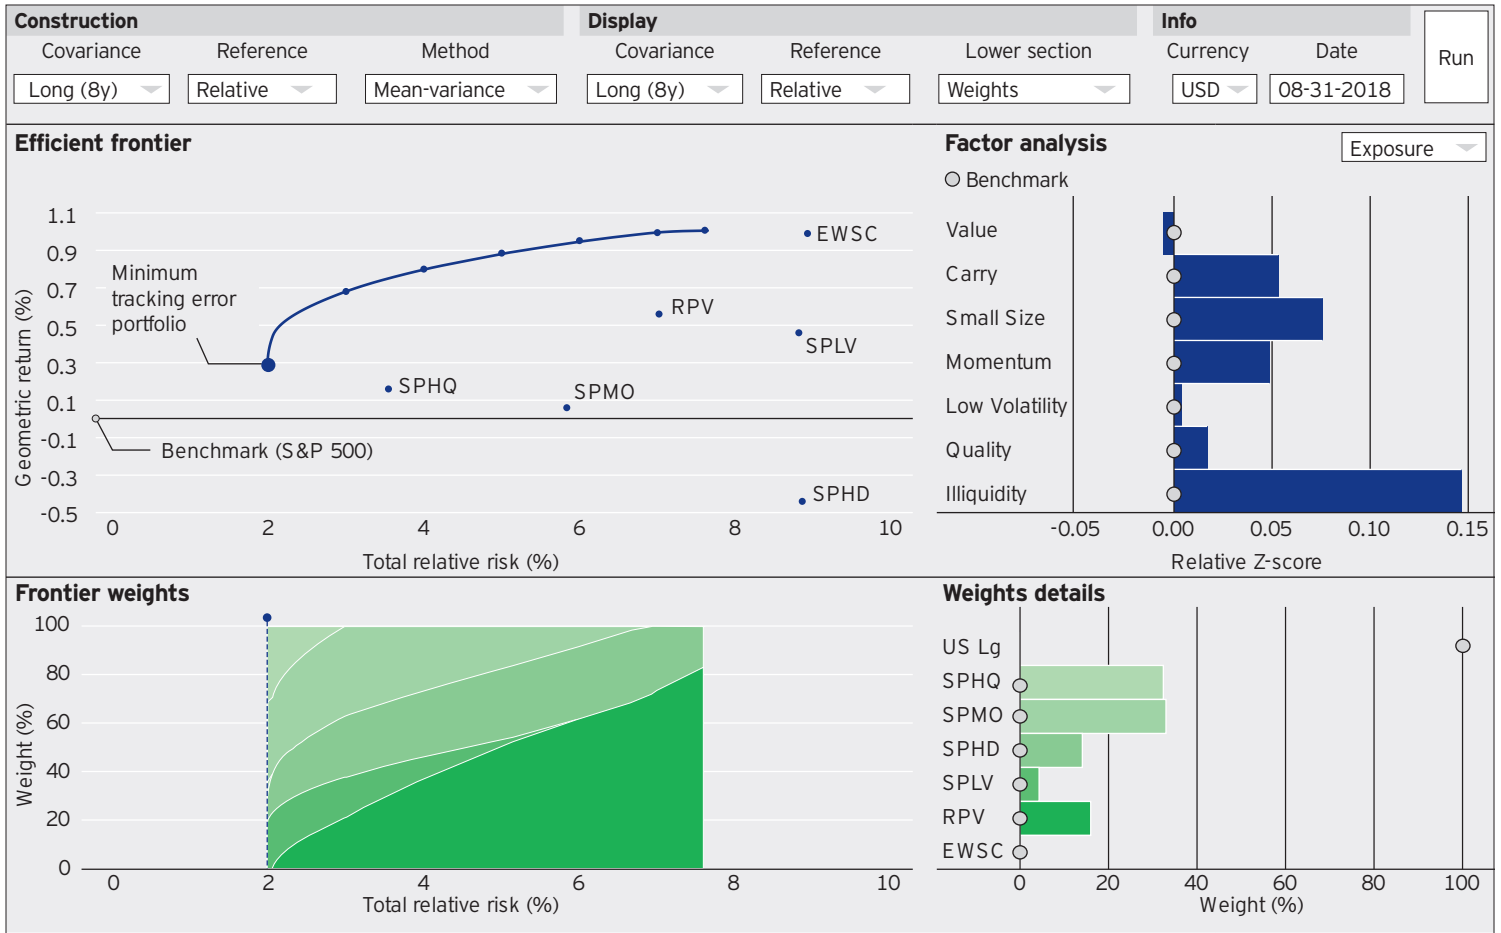 Construction
Display
Info
Covariance
Reference
Method
Covariance
Reference
Lower section
Currency
Date
Run
Long (8y)
Relative
Mean-variance
Long (8y)
Relative
Weights
USD
08-31-2018
Efficient frontier
Geometric return (%)
1.1
0.9
0.7
0.5
0.3
0.1
-0.1
-0.3
-0.5
Minimum
tracking error
portfolio
EWSC
RPV
SPLV
SPHQ
SPMO
Benchmark (S&P 500)
SPHD
0 2 4 6 8 10
Total relative risk (%)
Factor analysis
Exposure
Benchmark
Value
Carry
Small Size
Momentum
Low Volatility
Quality
Illiquidity
-0.05 0.00 0.05 0.10 0.15
Relative Z-score
Frontier weights
Weight (%)
100
80
60
40
20
0
0 2 4 6 8 10
Total relative risk (%)
Weights details
US Lg
SPHQ
SPMO
SPHD
SPLV
RPV
EWSC
0 20 40 60 80 100
Weight (%)